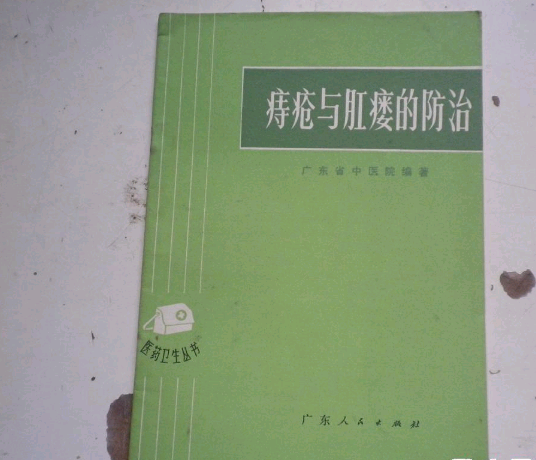 痔疮与肛瘘的防治
广东省中医院编著
医药卫生丛书
广东人民出版社